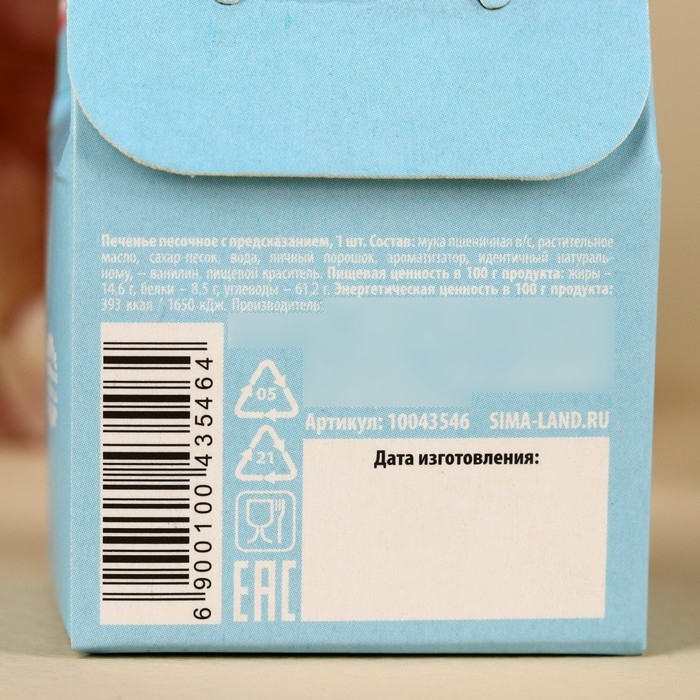 Печенье песочное с предсказанием, 1 шт. Состав: мука пшеничная в/с, растительное
масло, сахар-песок, вода, яичный порошок, ароматизатор, идентичный натураль-
ному, – ванилин, пищевой краситель. Пищевая ценность в 100 г продукта: жиры –
14,6 г, белки – 8,5 г, углеводы – 61,2 г. Энергетическая ценность в 100 г продукта:
393 ккал / 1650 кДж. Производитель:
05
Артикул: 10043546 SIMA-LAND.RU
21
Дата изготовления:
EAC
6 900100 435464